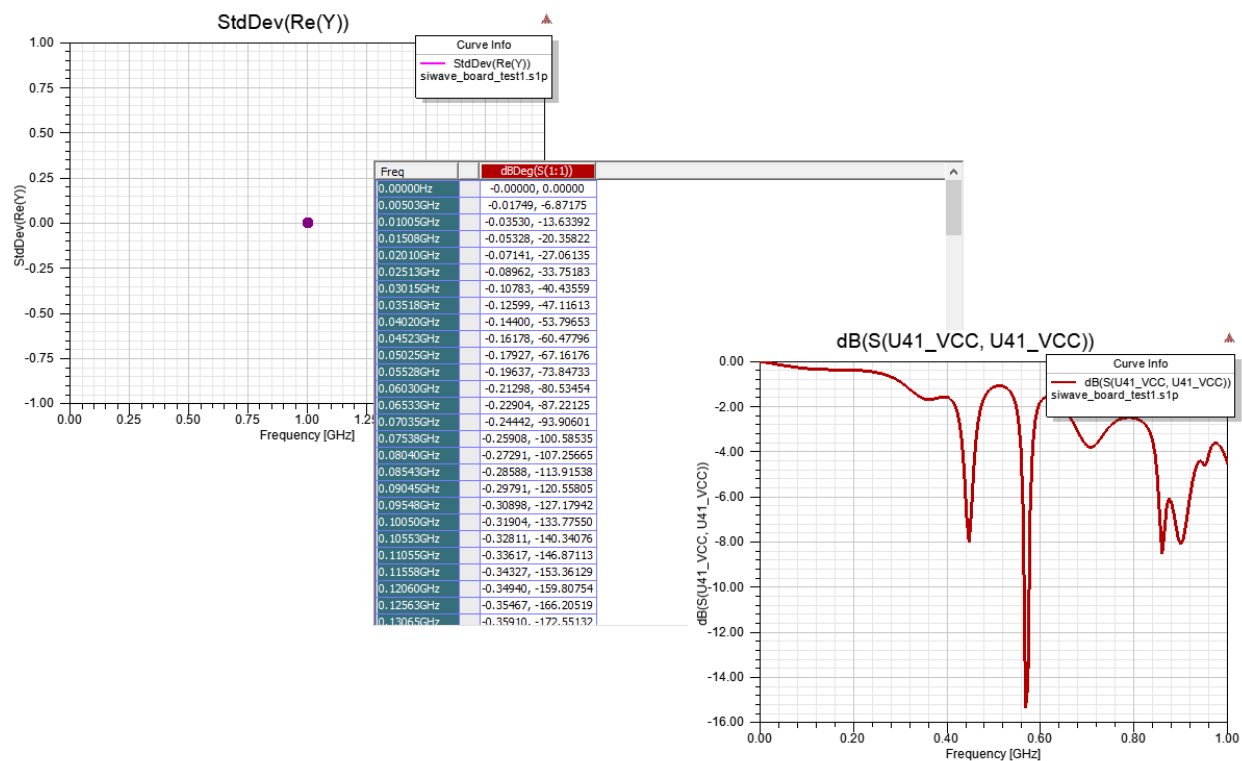 StdDev(Re(Y))
Curve Info
StdDev(Re(Y))
siwave_board_test1.s1p
StdDev(Re(Y))
1.00
0.75
0.50
0.25
0.00
-0.25
-0.50
-0.75
-1.00
0.00 0.25 0.50 0.75 1.00
Frequency [GHz]
Freq dBDeg(S(1:1))
0.00000Hz -0.00000, 0.00000
0.00503GHz -0.01749, -6.87175
0.01005GHz -0.03530, -13.63392
0.01508GHz -0.05328, -20.35822
0.02010GHz -0.07141, -27.06135
0.02513GHz -0.08962, -33.75183
0.03015GHz -0.10783, -40.43559
0.03518GHz -0.12599, -47.11613
0.04020GHz -0.14400, -53.79653
0.04523GHz -0.16178, -60.47796
0.05025GHz -0.17927, -67.16176
0.05528GHz -0.19637, -73.84733
0.06030GHz -0.21298, -80.53454
0.06533GHz -0.22904, -87.22125
0.07035GHz -0.24442, -93.90601
0.07538GHz -0.25908, -100.58535
0.08040GHz -0.27291, -107.25665
0.08543GHz -0.28588, -113.91538
0.09045GHz -0.29791, -120.55805
0.09548GHz -0.30898, -127.17942
0.10050GHz -0.31904, -133.77550
0.10553GHz -0.32811, -140.34076
0.11055GHz -0.33617, -146.87113
0.11558GHz -0.34327, -153.36129
0.12060GHz -0.34940, -159.80754
0.12563GHz -0.35467, -166.20519
0.13065GHz -0.35910, -172.55132
dB(S(U41_VCC, U41_VCC))
Curve Info
dB(S(U41_VCC, U41_VCC))
siwave_board_test1.s1p
dB(S(U41_VCC, U41_VCC))
0.00
-2.00
-4.00
-6.00
-8.00
-10.00
-12.00
-14.00
-16.00
0.00 0.20 0.40 0.60 0.80 1.00
Frequency [GHz]